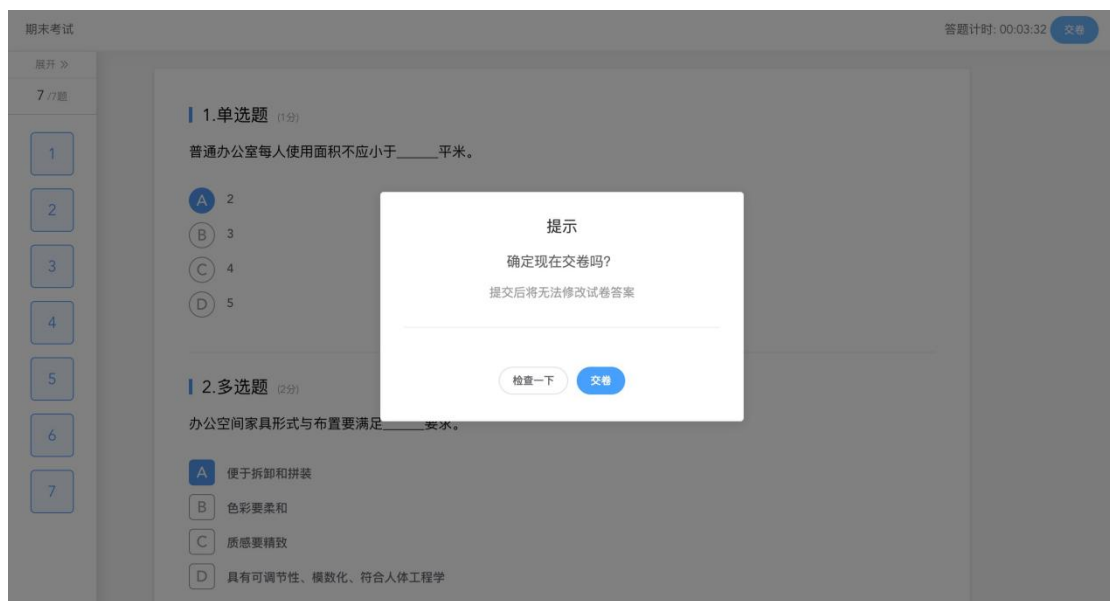 期末考试
答题计时: 00:03:32 交卷
展开 »
7 /7题
1
2
3
4
5
6
7
1.单选题 (1分)
普通办公室每人使用面积不应小于_____平米。
A 2
B 3
C 4
D 5
提示
确定现在交卷吗?
提交后将无法修改试卷答案
检查一下 交卷
2.多选题 (2分)
办公空间家具形式与布置要满足_____要求。
A 便于拆卸和拼装
B 色彩要柔和
C 质感要精致
D 具有可调节性、模数化、符合人体工程学